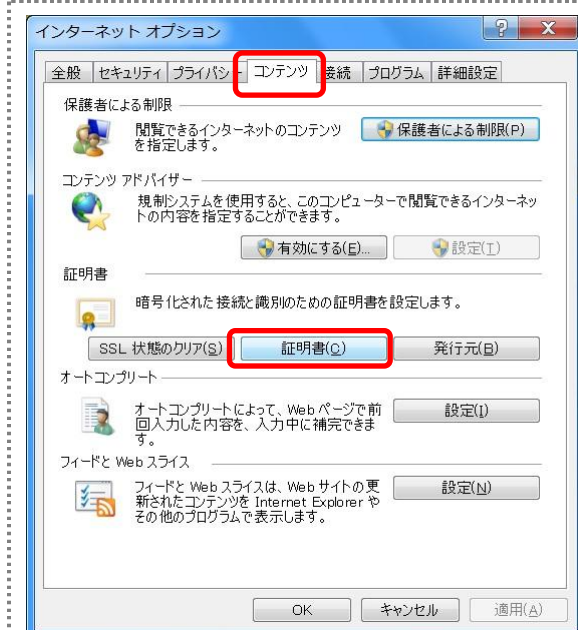 インターネット オプション
全般 セキュリティ プライバシー コンテンツ 接続 プログラム 詳細設定
保護者による制限
閲覧できるインターネットのコンテンツ
を指定します。
保護者による制限(P)
コンテンツ アドバイザー
規制システムを使用すると、このコンピューターで閲覧できるインターネッ
トの内容を指定することができます。
有効にする(E)... 設定(T)
証明書
暗号化された接続と識別のための証明書を設定します。
SSL 状態のクリア(S) 証明書(C) 発行元(B)
オートコンプリート
オートコンプリートによって、Web ページで前
回入力した内容を、入力中に補完できま
す。
設定(I)
フィードと Web スライス
フィードと Web スライスは、Web サイトの更
新されたコンテンツを Internet Explorer や
その他のプログラムで表示します。
設定(N)
OK キャンセル 適用(A)